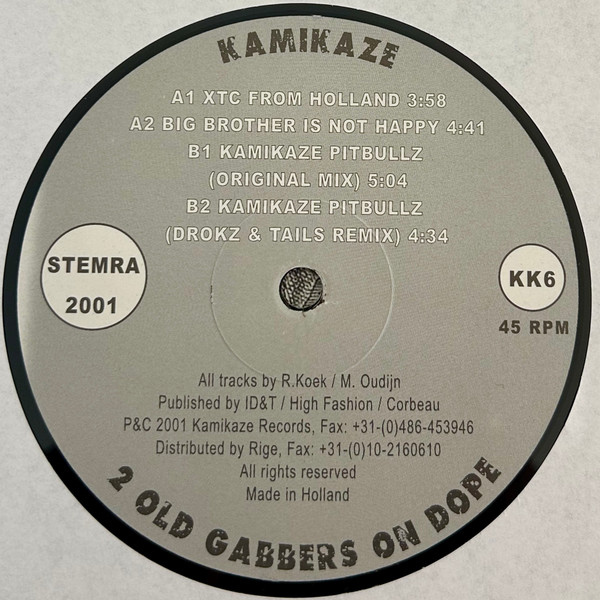 KAMIKAZE
A1 XTC FROM HOLLAND 3:58
A2 BIG BROTHER IS NOT HAPPY 4:41
B1 KAMIKAZE PITBULLZ
(ORIGINAL MIX) 5:04
B2 KAMIKAZE PITBULLZ
(DROKZ & TAILS REMIX) 4:34
STEMRA
2001
KK6
45 RPM
All tracks by R.Koek / M. Oudijn
Published by ID&T / High Fashion / Corbeau
P&C 2001 Kamikaze Records, Fax: +31-(0)486-453946
Distributed by Rige, Fax: +31-(0)10-2160610
All rights reserved
Made in Holland
2 OLD GABBERS ON DOPE